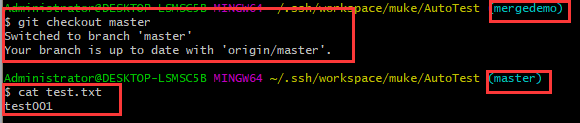 Administrator@DESKTOP-LSMSC5B MINGW64 ~/.ssh/workspace/muke/AutoTest (mergedemo)
$ git checkout master
Switched to branch 'master'
Your branch is up to date with 'origin/master'.
Administrator@DESKTOP-LSMSC5B MINGW64 ~/.ssh/workspace/muke/AutoTest (master)
$ cat test.txt
test001